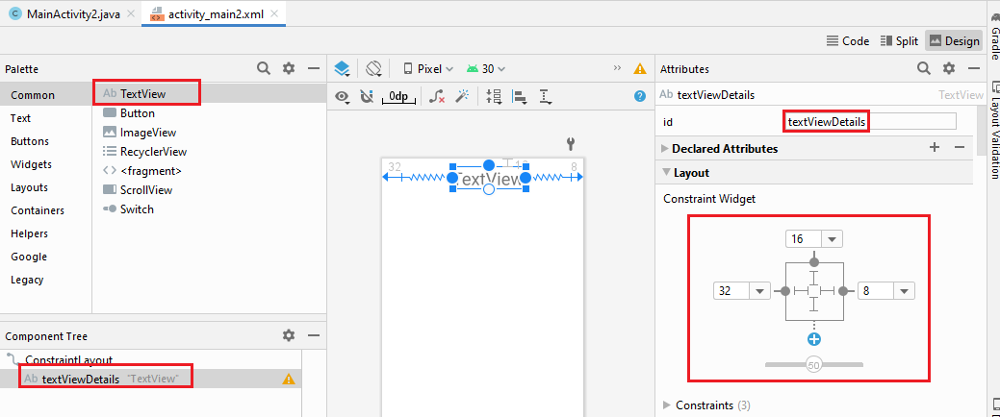 MainActivity2.java
activity_main2.xml
Code
Split
Design
Palette
Common
Text
Buttons
Widgets
Layouts
Containers
Helpers
Google
Legacy
Ab TextView
Button
ImageView
RecyclerView
<fragment>
ScrollView
Switch
Component Tree
ConstraintLayout
Ab textViewDetails "TextView"
Pixel
30
0dp
32
8
TextView
Attributes
Ab textViewDetails TextView
id textViewDetails
Declared Attributes
Layout
Constraint Widget
16
32
8
50
Constraints (3)
Gradle
Layout Validation